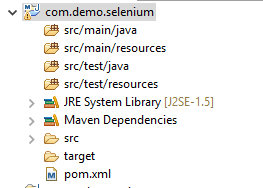 com.demo.selenium
src/main/java
src/main/resources
src/test/java
src/test/resources
JRE System Library [J2SE-1.5]
Maven Dependencies
src
target
pom.xml